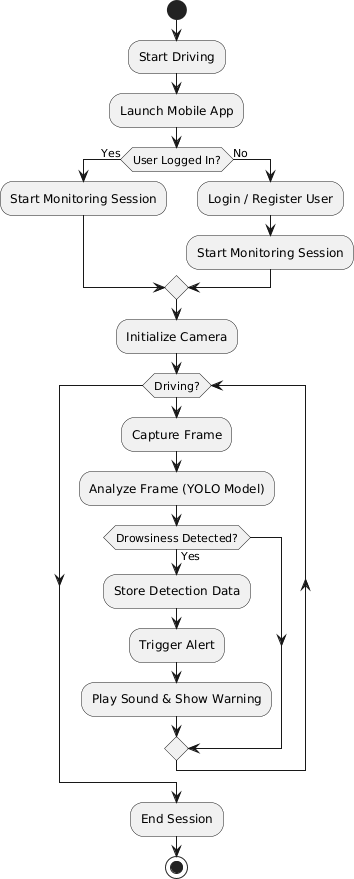 Start Driving
Launch Mobile App
Yes
User Logged In?
No
Start Monitoring Session
Login / Register User
Start Monitoring Session
Initialize Camera
Driving?
Capture Frame
Analyze Frame (YOLO Model)
Drowsiness Detected?
Yes
Store Detection Data
Trigger Alert
Play Sound & Show Warning
End Session